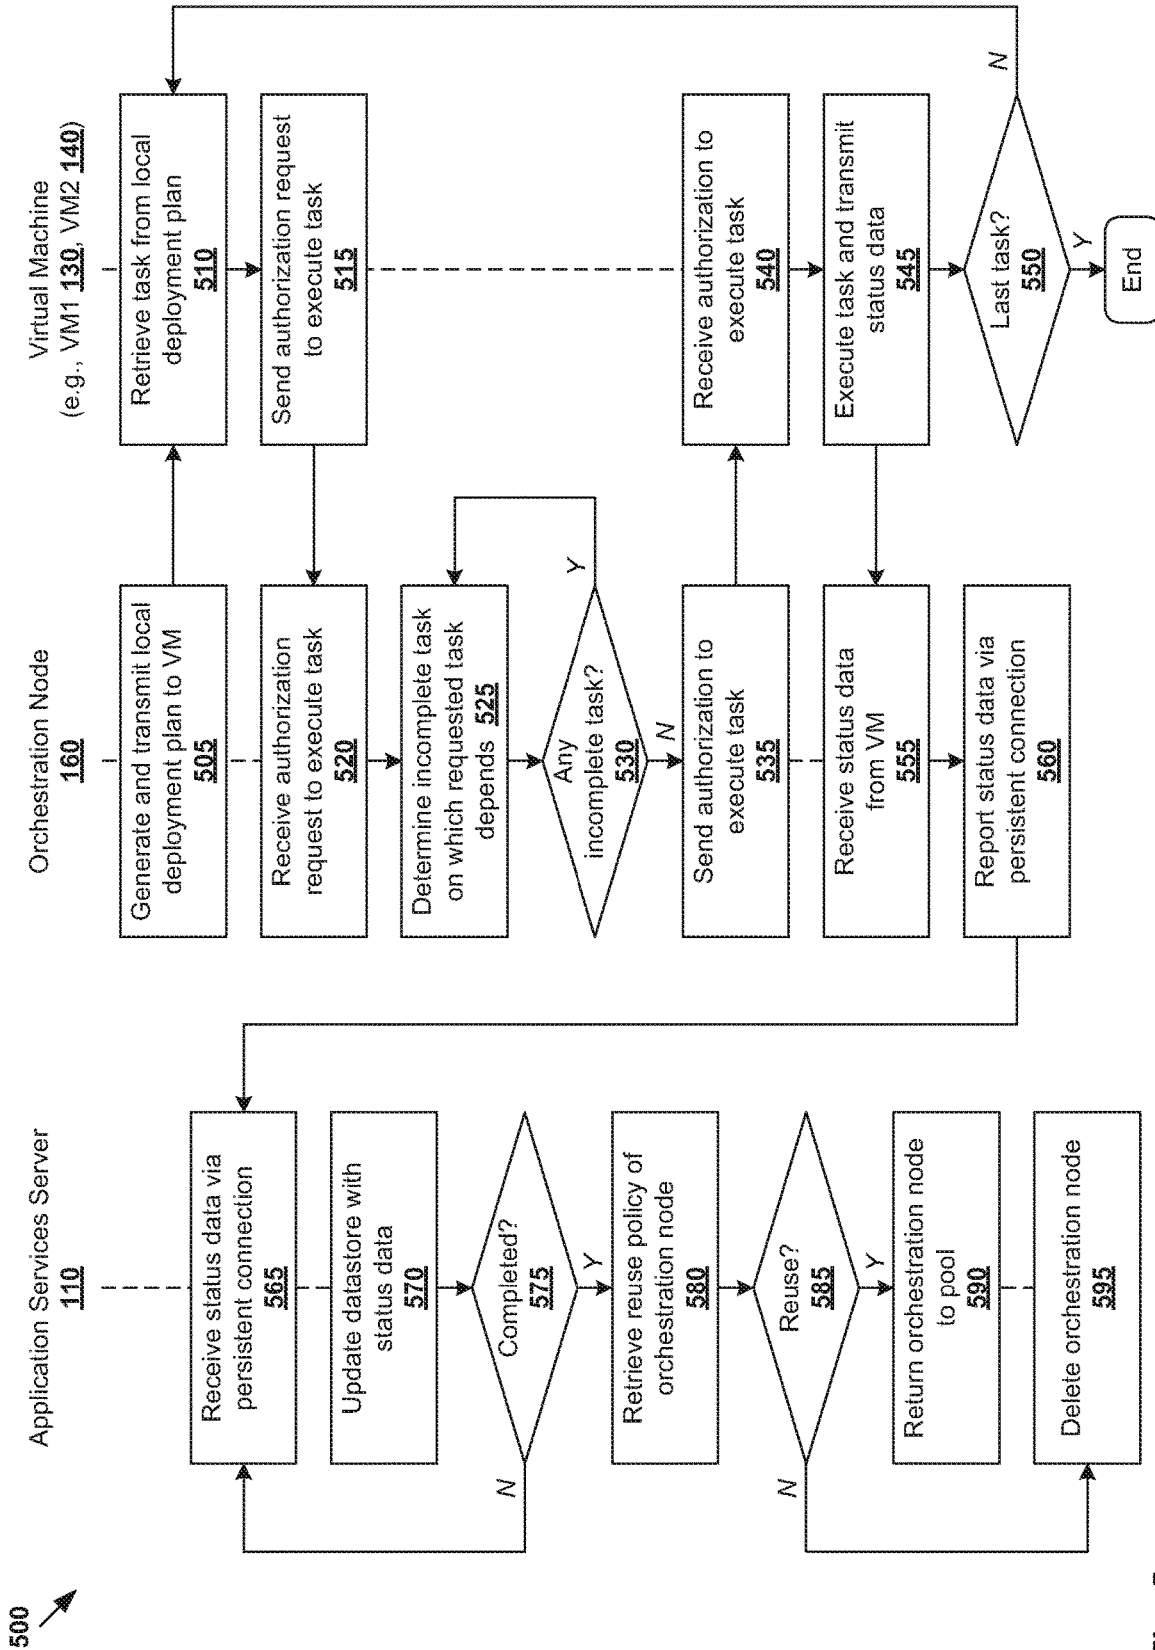 500
Application Services Server
110
Receive status data via
persistent connection
565
Update datastore with
status data
570
Completed?
575
N
Y
Retrieve reuse policy of
orchestration node
580
Reuse?
585
N
Y
Return orchestration node
to pool
590
Delete orchestration node
595
Orchestration Node
160
Generate and transmit local
deployment plan to VM
505
Receive authorization
request to execute task
520
Determine incomplete task
on which requested task
depends 525
Any
incomplete task?
530
Y
N
Send authorization to
execute task
535
Receive status data
from VM
555
Report status data via
persistent connection
560
Virtual Machine
(e.g., VM1 130, VM2 140)
Retrieve task from local
deployment plan
510
Send authorization request
to execute task
515
Receive authorization to
execute task
540
Execute task and transmit
status data
545
Last task?
550
N
Y
End